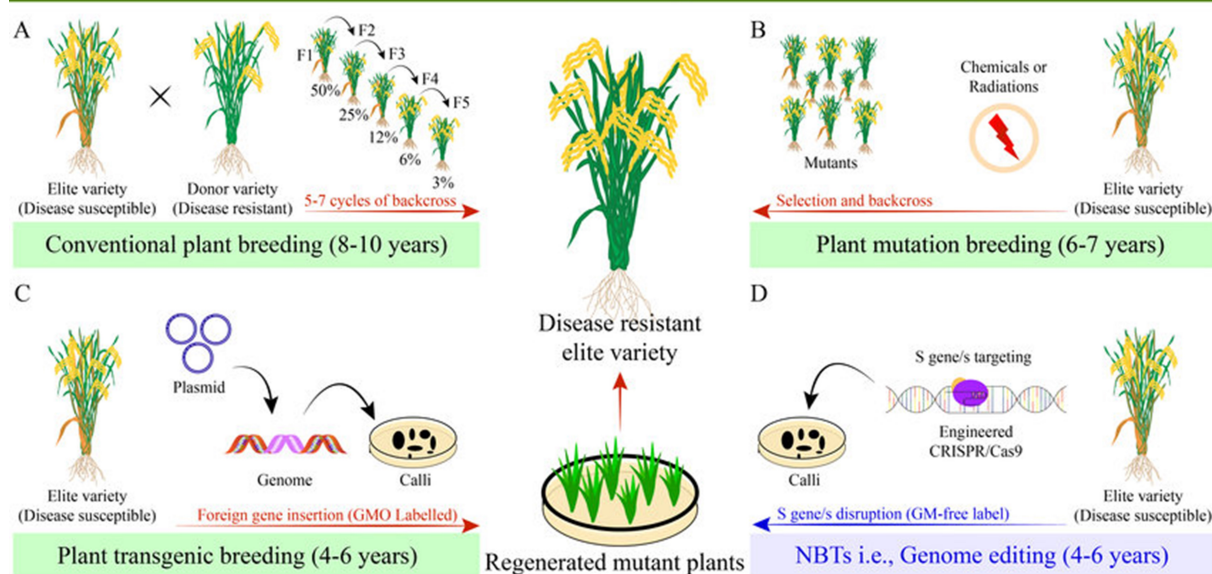 A
F1
F2
F3
F4
F5
50%
25%
12%
6%
3%
Elite variety
(Disease susceptible)
Donor variety
(Disease resistant)
5-7 cycles of backcross
Conventional plant breeding (8-10 years)
B
Mutants
Chemicals or
Radiations
Elite variety
(Disease susceptible)
Selection and backcross
Plant mutation breeding (6-7 years)
C
Elite variety
(Disease susceptible)
Plasmid
Genome
Calli
Foreign gene insertion (GMO Labelled)
Plant transgenic breeding (4-6 years)
Disease resistant
elite variety
Regenerated mutant plants
D
Calli
S gene/s targeting
Engineered
CRISPR/Cas9
Elite variety
(Disease susceptible)
S gene/s disruption (GM-free label)
NBTs i.e., Genome editing (4-6 years)